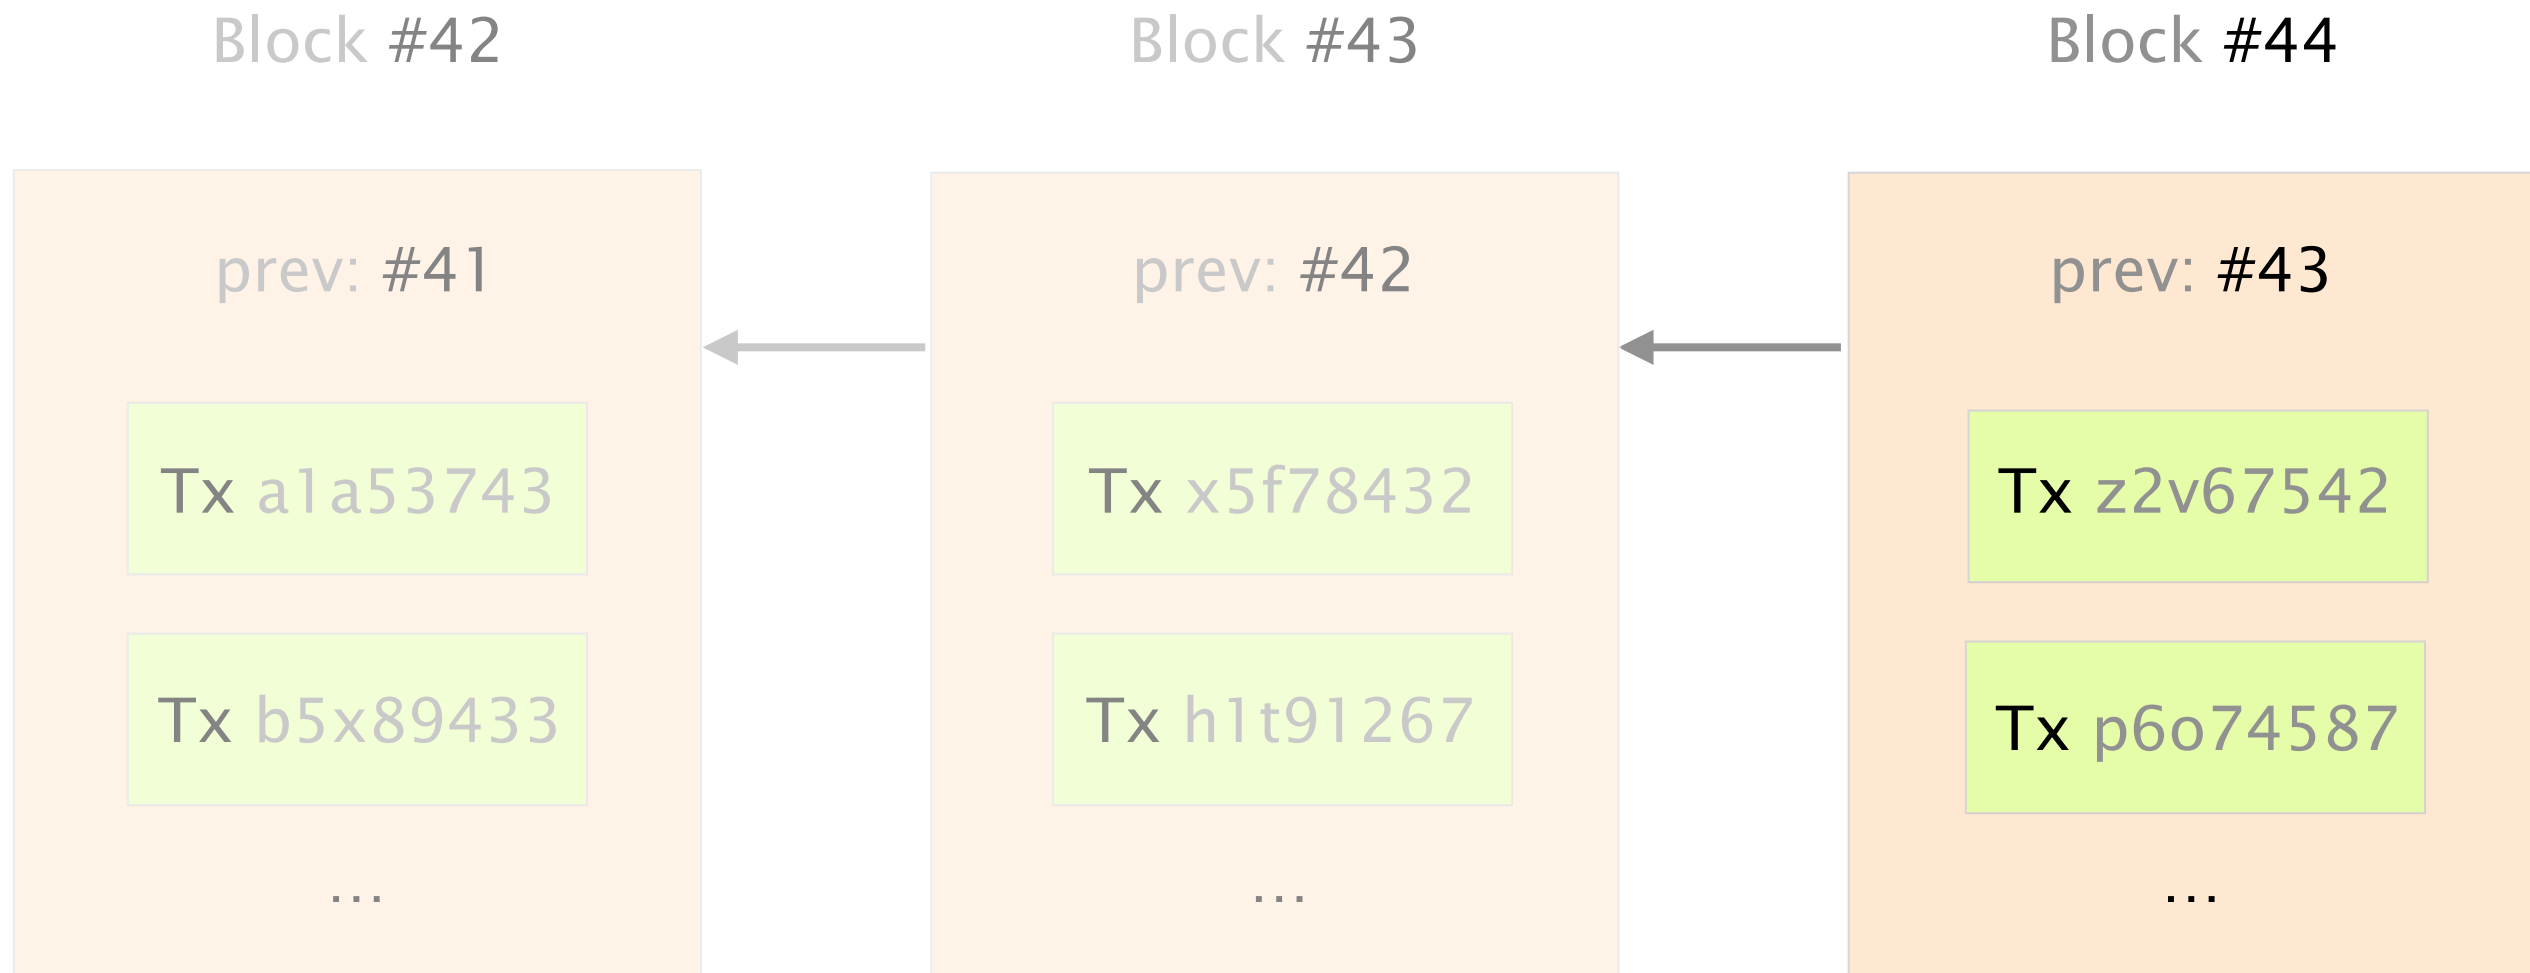 Block #42
prev: #41
Tx a1a53743
Tx b5x89433
...
Block #43
prev: #42
Tx x5f78432
Tx h1t91267
...
Block #44
prev: #43
Tx z2v67542
Tx p6o74587
...